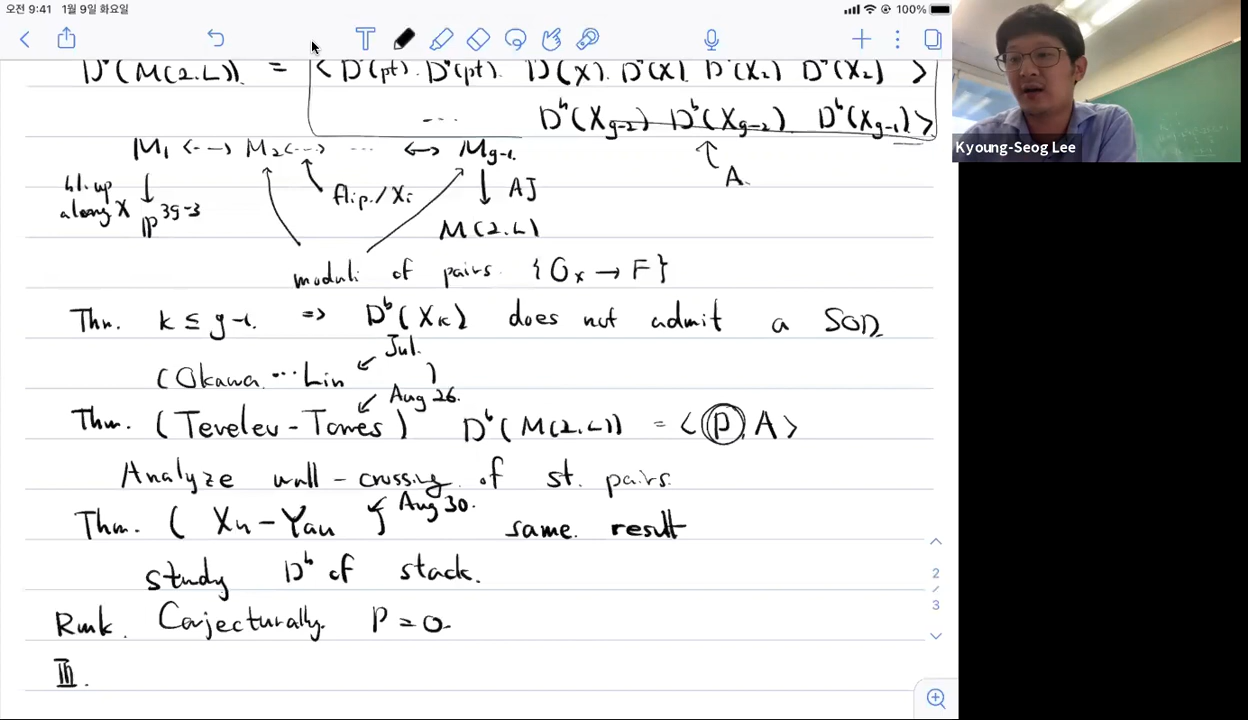 오전 9:41 1월 9일 화요일 100%
D^b(M(2.L)) = < D^b(pt). D^b(pt). D^b(X). D^b(X). D^b(X_2) D^b(X_2) >
... D^b(X_{g-2}) D^b(X_{g-2}) D^b(X_{g-1}) >
M_1 <--> M_2 <--> ... <-> M_{g-1}.
A.
bl. up along X ↓ P^{3g-3}
flip / X_i
↓ AJ
M(2.L)
moduli of pairs. {O_X → F}
Thm. k ≤ g-1. => D^b(X_k) does not admit a SOD.
(Okawa. ... Lin ) Jul.
Thm. (Tevelev - Torres) Aug 26. D^b(M(2.L)) = < P, A >
Analyze wall-crossing of st. pairs.
Thm. ( Xu - Yau ) Aug 30. same result
study D^b of stack.
Rmk. Conjecturally. P = 0.
III.
2
/
3
Kyoung-Seog Lee